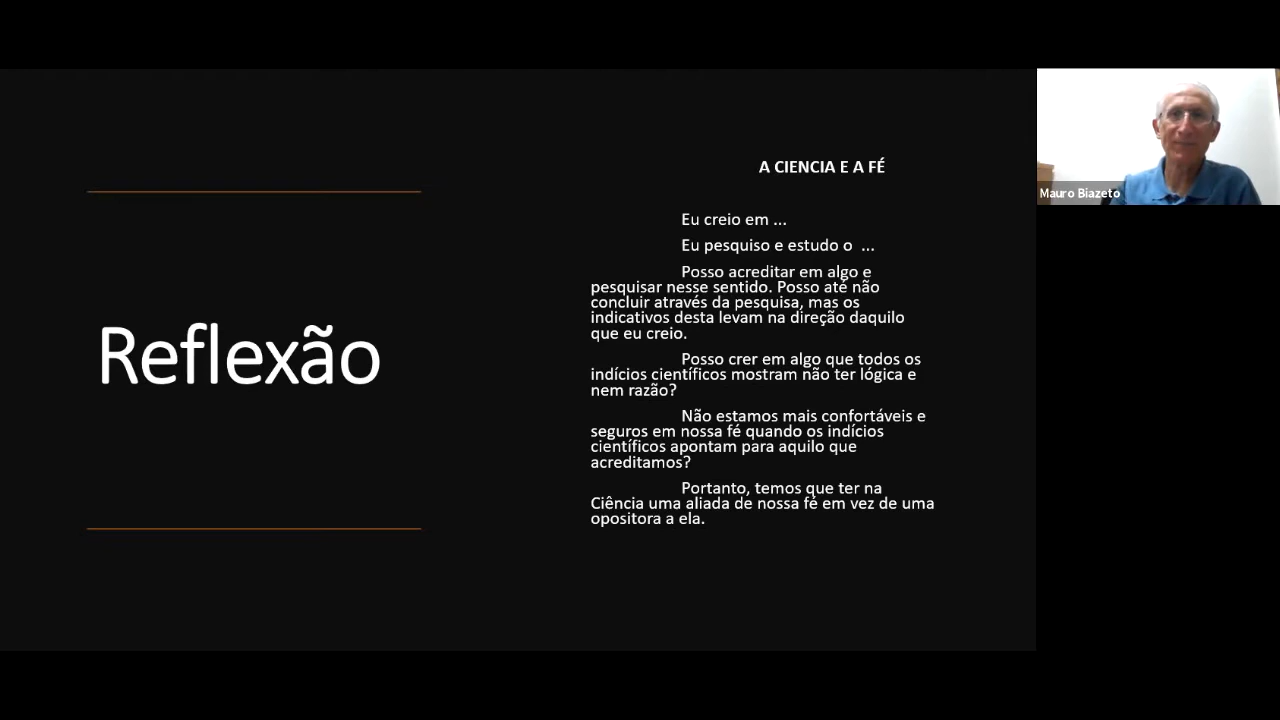 Reflexão
A CIENCIA E A FÉ
Eu creio em ...
Eu pesquiso e estudo o ...
Posso acreditar em algo e
pesquisar nesse sentido. Posso até não
concluir através da pesquisa, mas os
indicativos desta levam na direção daquilo
que eu creio.
Posso crer em algo que todos os
indícios científicos mostram não ter lógica e
nem razão?
Não estamos mais confortáveis e
seguros em nossa fé quando os indícios
científicos apontam para aquilo que
acreditamos?
Portanto, temos que ter na
Ciência uma aliada de nossa fé em vez de uma
opositora a ela.
Mauro Biazeto